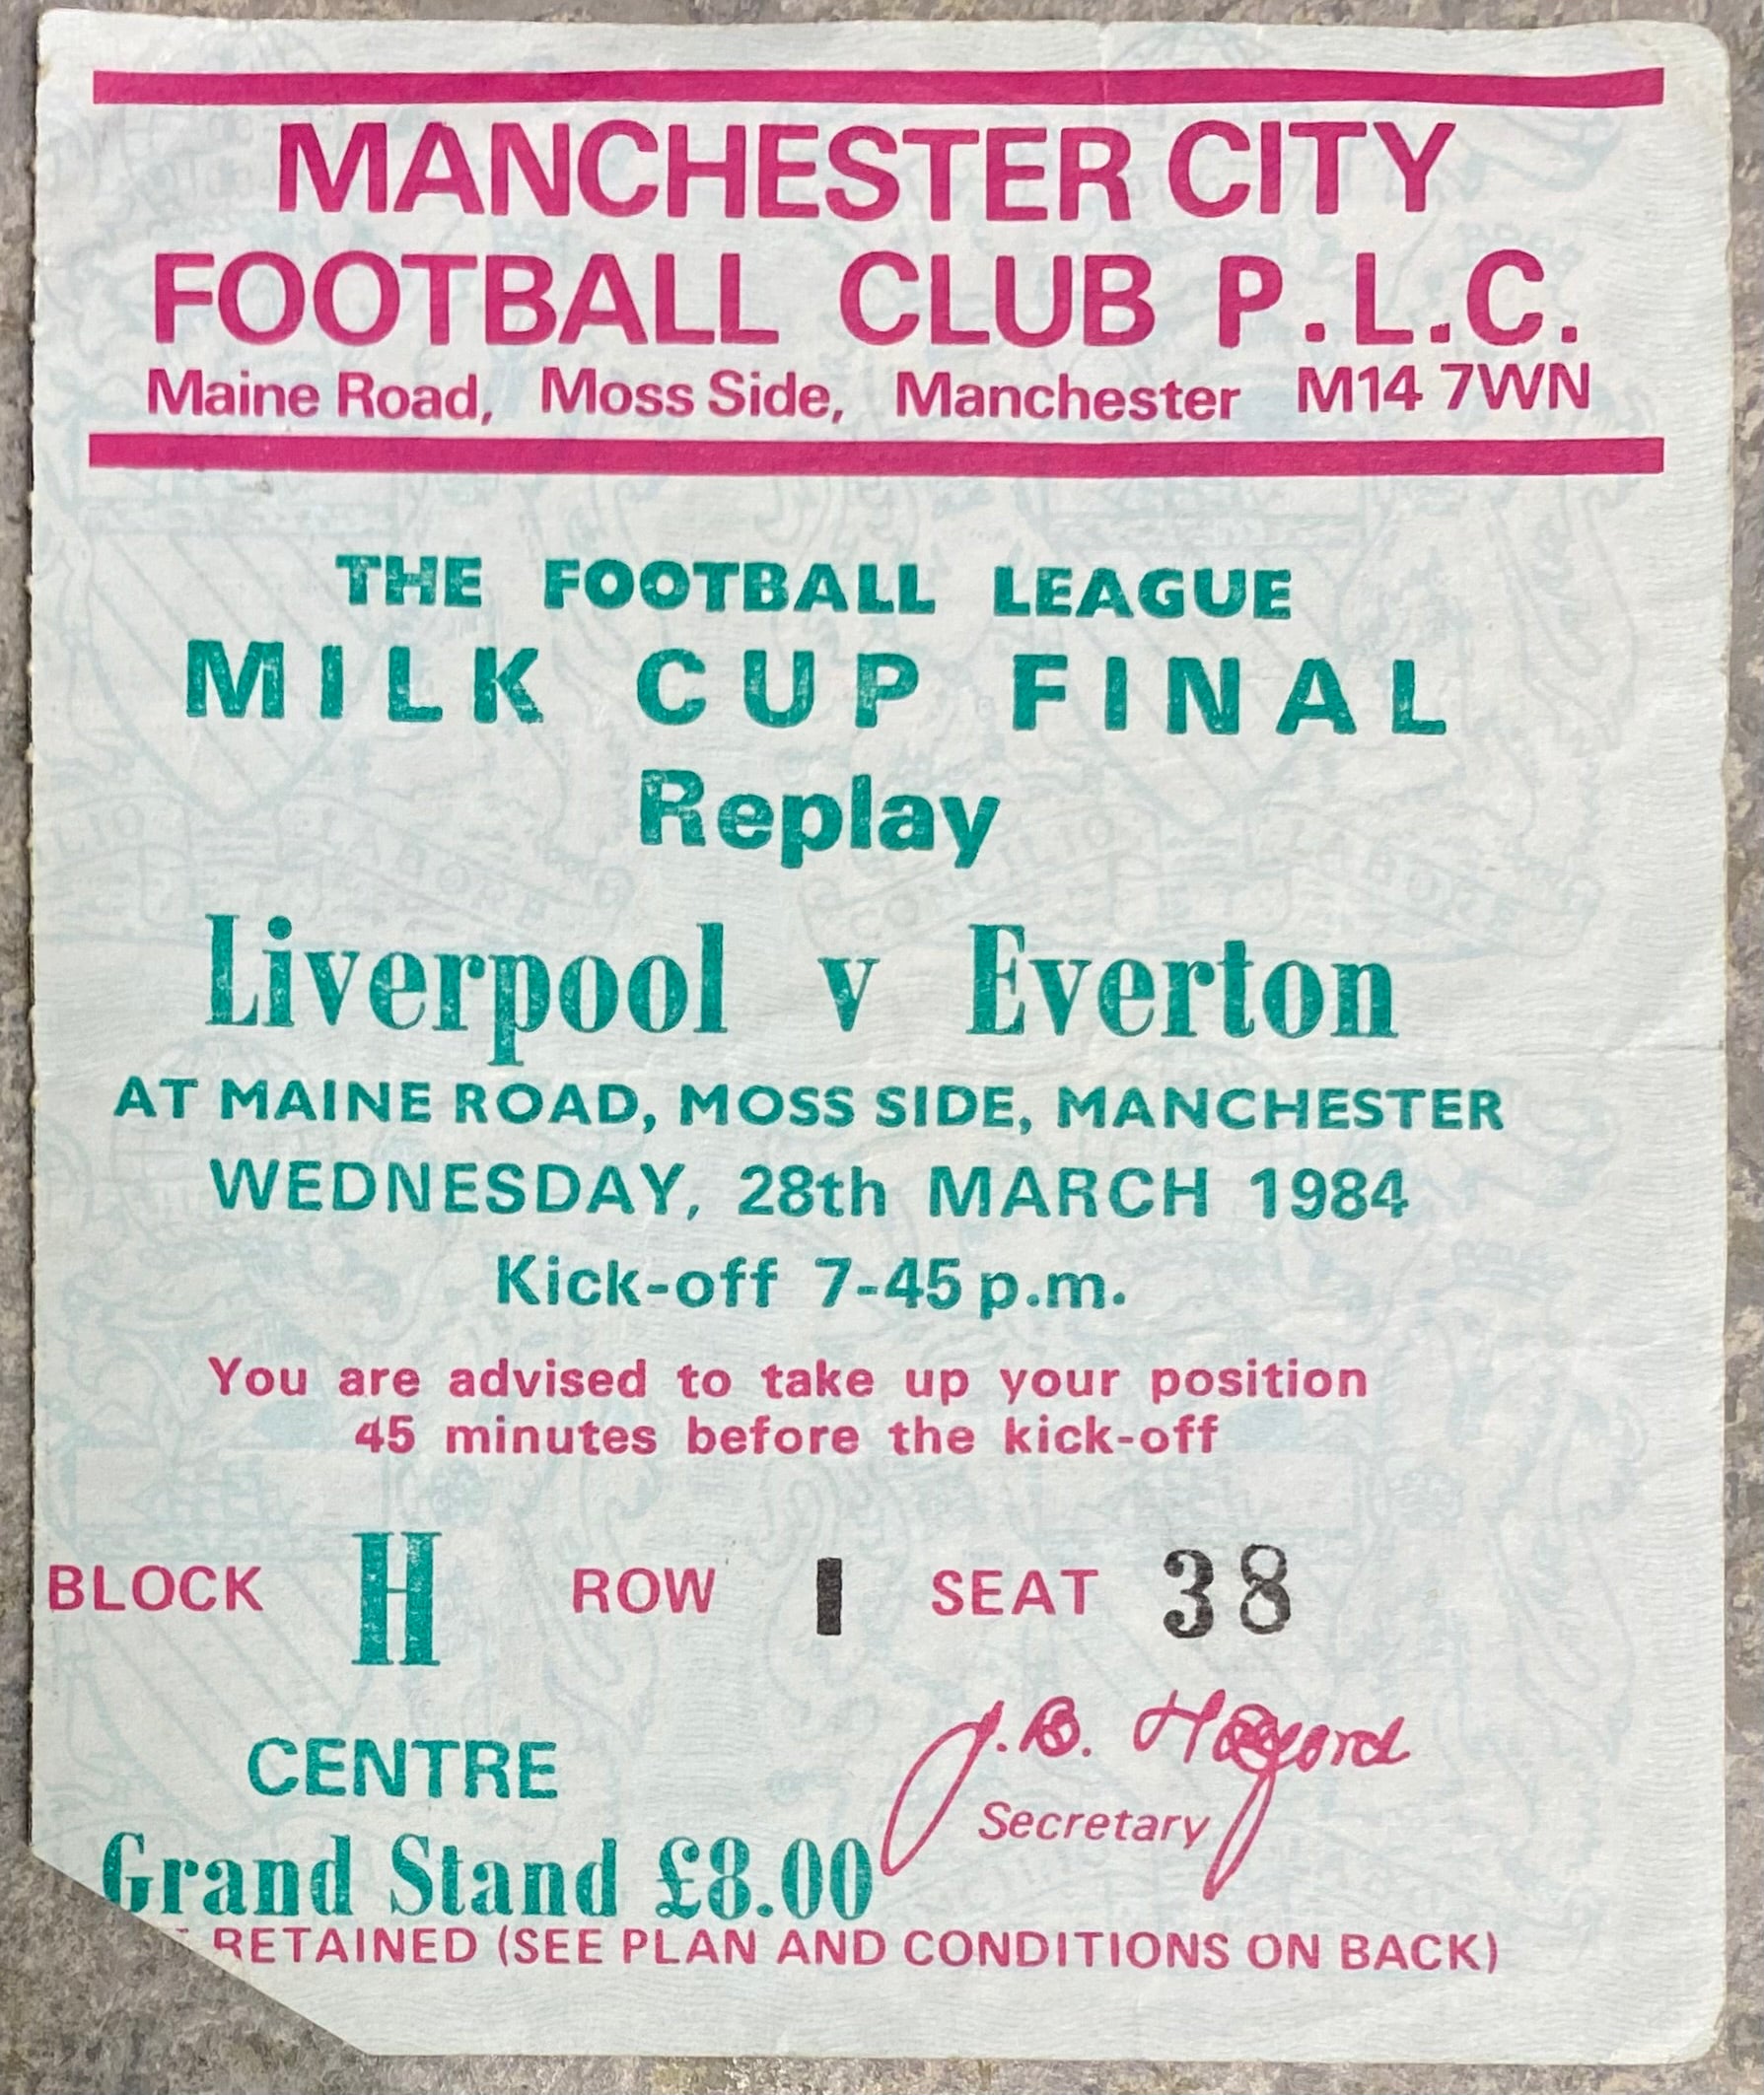 MANCHESTER CITY
FOOTBALL CLUB P.L.C.
Maine Road, Moss Side, Manchester M14 7WN
THE FOOTBALL LEAGUE
MILK CUP FINAL
Replay
Liverpool v Everton
AT MAINE ROAD, MOSS SIDE, MANCHESTER
WEDNESDAY, 28th MARCH 1984
Kick-off 7-45 p.m.
You are advised to take up your position
45 minutes before the kick-off
BLOCK H ROW I SEAT 38
J.B.
CENTRE
Secretary
Grand Stand £8.00
RETAINED (SEE PLAN AND CONDITIONS ON BACK)